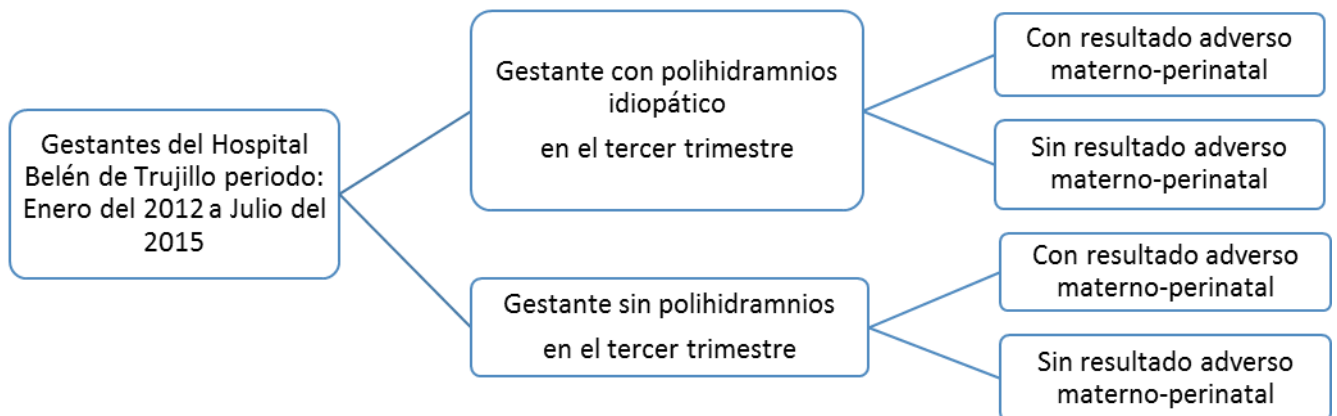 Gestantes del Hospital
Belén de Trujillo periodo:
Enero del 2012 a Julio del
2015
Gestante con polihidramnios
idiopático
en el tercer trimestre
Con resultado adverso
materno-perinatal
Sin resultado adverso
materno-perinatal
Gestante sin polihidramnios
en el tercer trimestre
Con resultado adverso
materno-perinatal
Sin resultado adverso
materno-perinatal